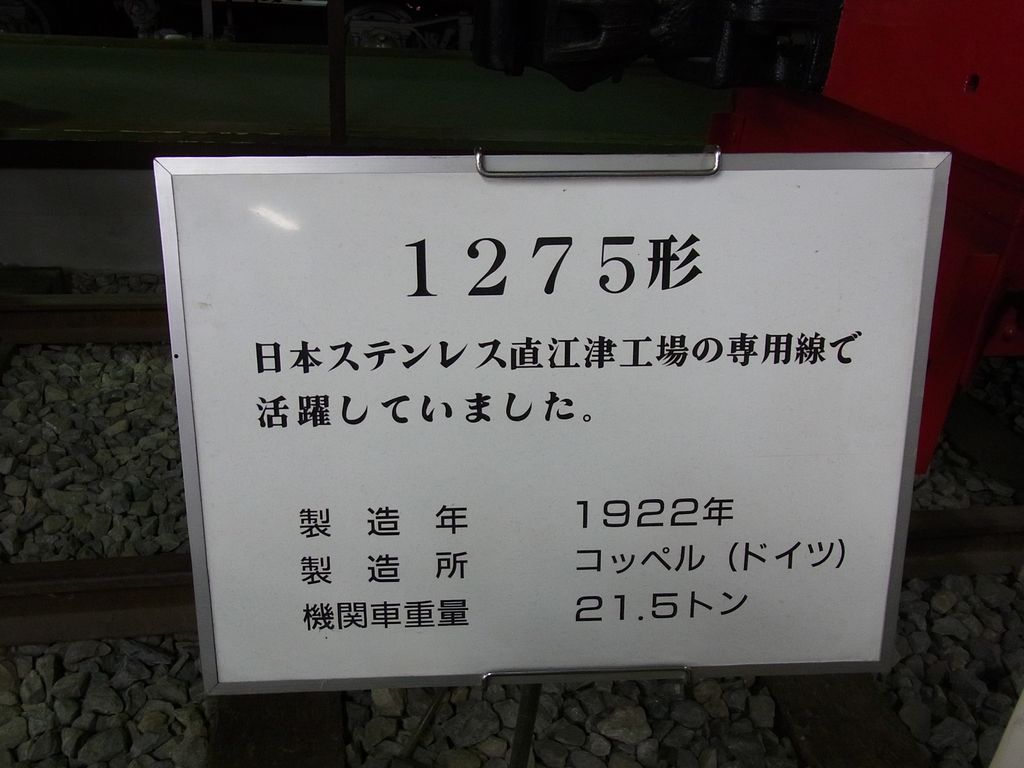 １２７５形
日本ステンレス直江津工場の専用線で
活躍していました。
製　造　年　　　1922年
製　造　所　　　コッペル（ドイツ）
機関車重量　　　21.5トン